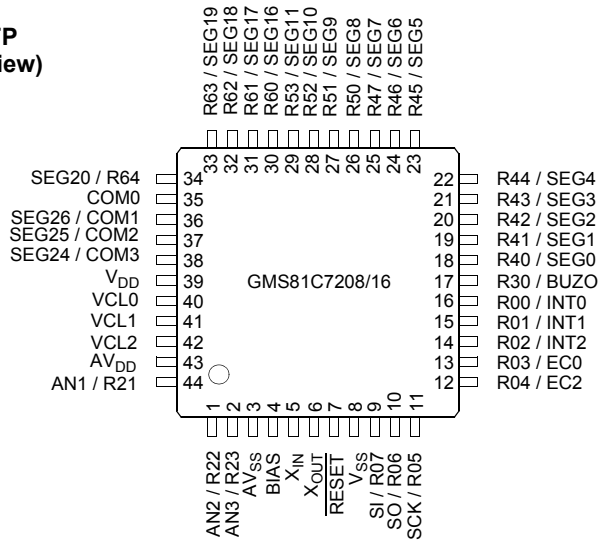 FP
iew)
R63 / SEG19
R62 / SEG18
R61 / SEG17
R60 / SEG16
R53 / SEG11
R52 / SEG10
R51 / SEG9
R50 / SEG8
R47 / SEG7
R46 / SEG6
R45 / SEG5
33
32
31
30
29
28
27
26
25
24
23
SEG20 / R64 34
COM0 35
SEG26 / COM1 36
SEG25 / COM2 37
SEG24 / COM3 38
VDD 39
VCL0 40
VCL1 41
VCL2 42
AVDD 43
AN1 / R21 44
GMS81C7208/16
22 R44 / SEG4
21 R43 / SEG3
20 R42 / SEG2
19 R41 / SEG1
18 R40 / SEG0
17 R30 / BUZO
16 R00 / INT0
15 R01 / INT1
14 R02 / INT2
13 R03 / EC0
12 R04 / EC2
1
2
3
4
5
6
7
8
9
10
11
AN2 / R22
AN3 / R23
AVSS
BIAS
XIN
XOUT
RESET
VSS
SI / R07
SO / R06
SCK / R05